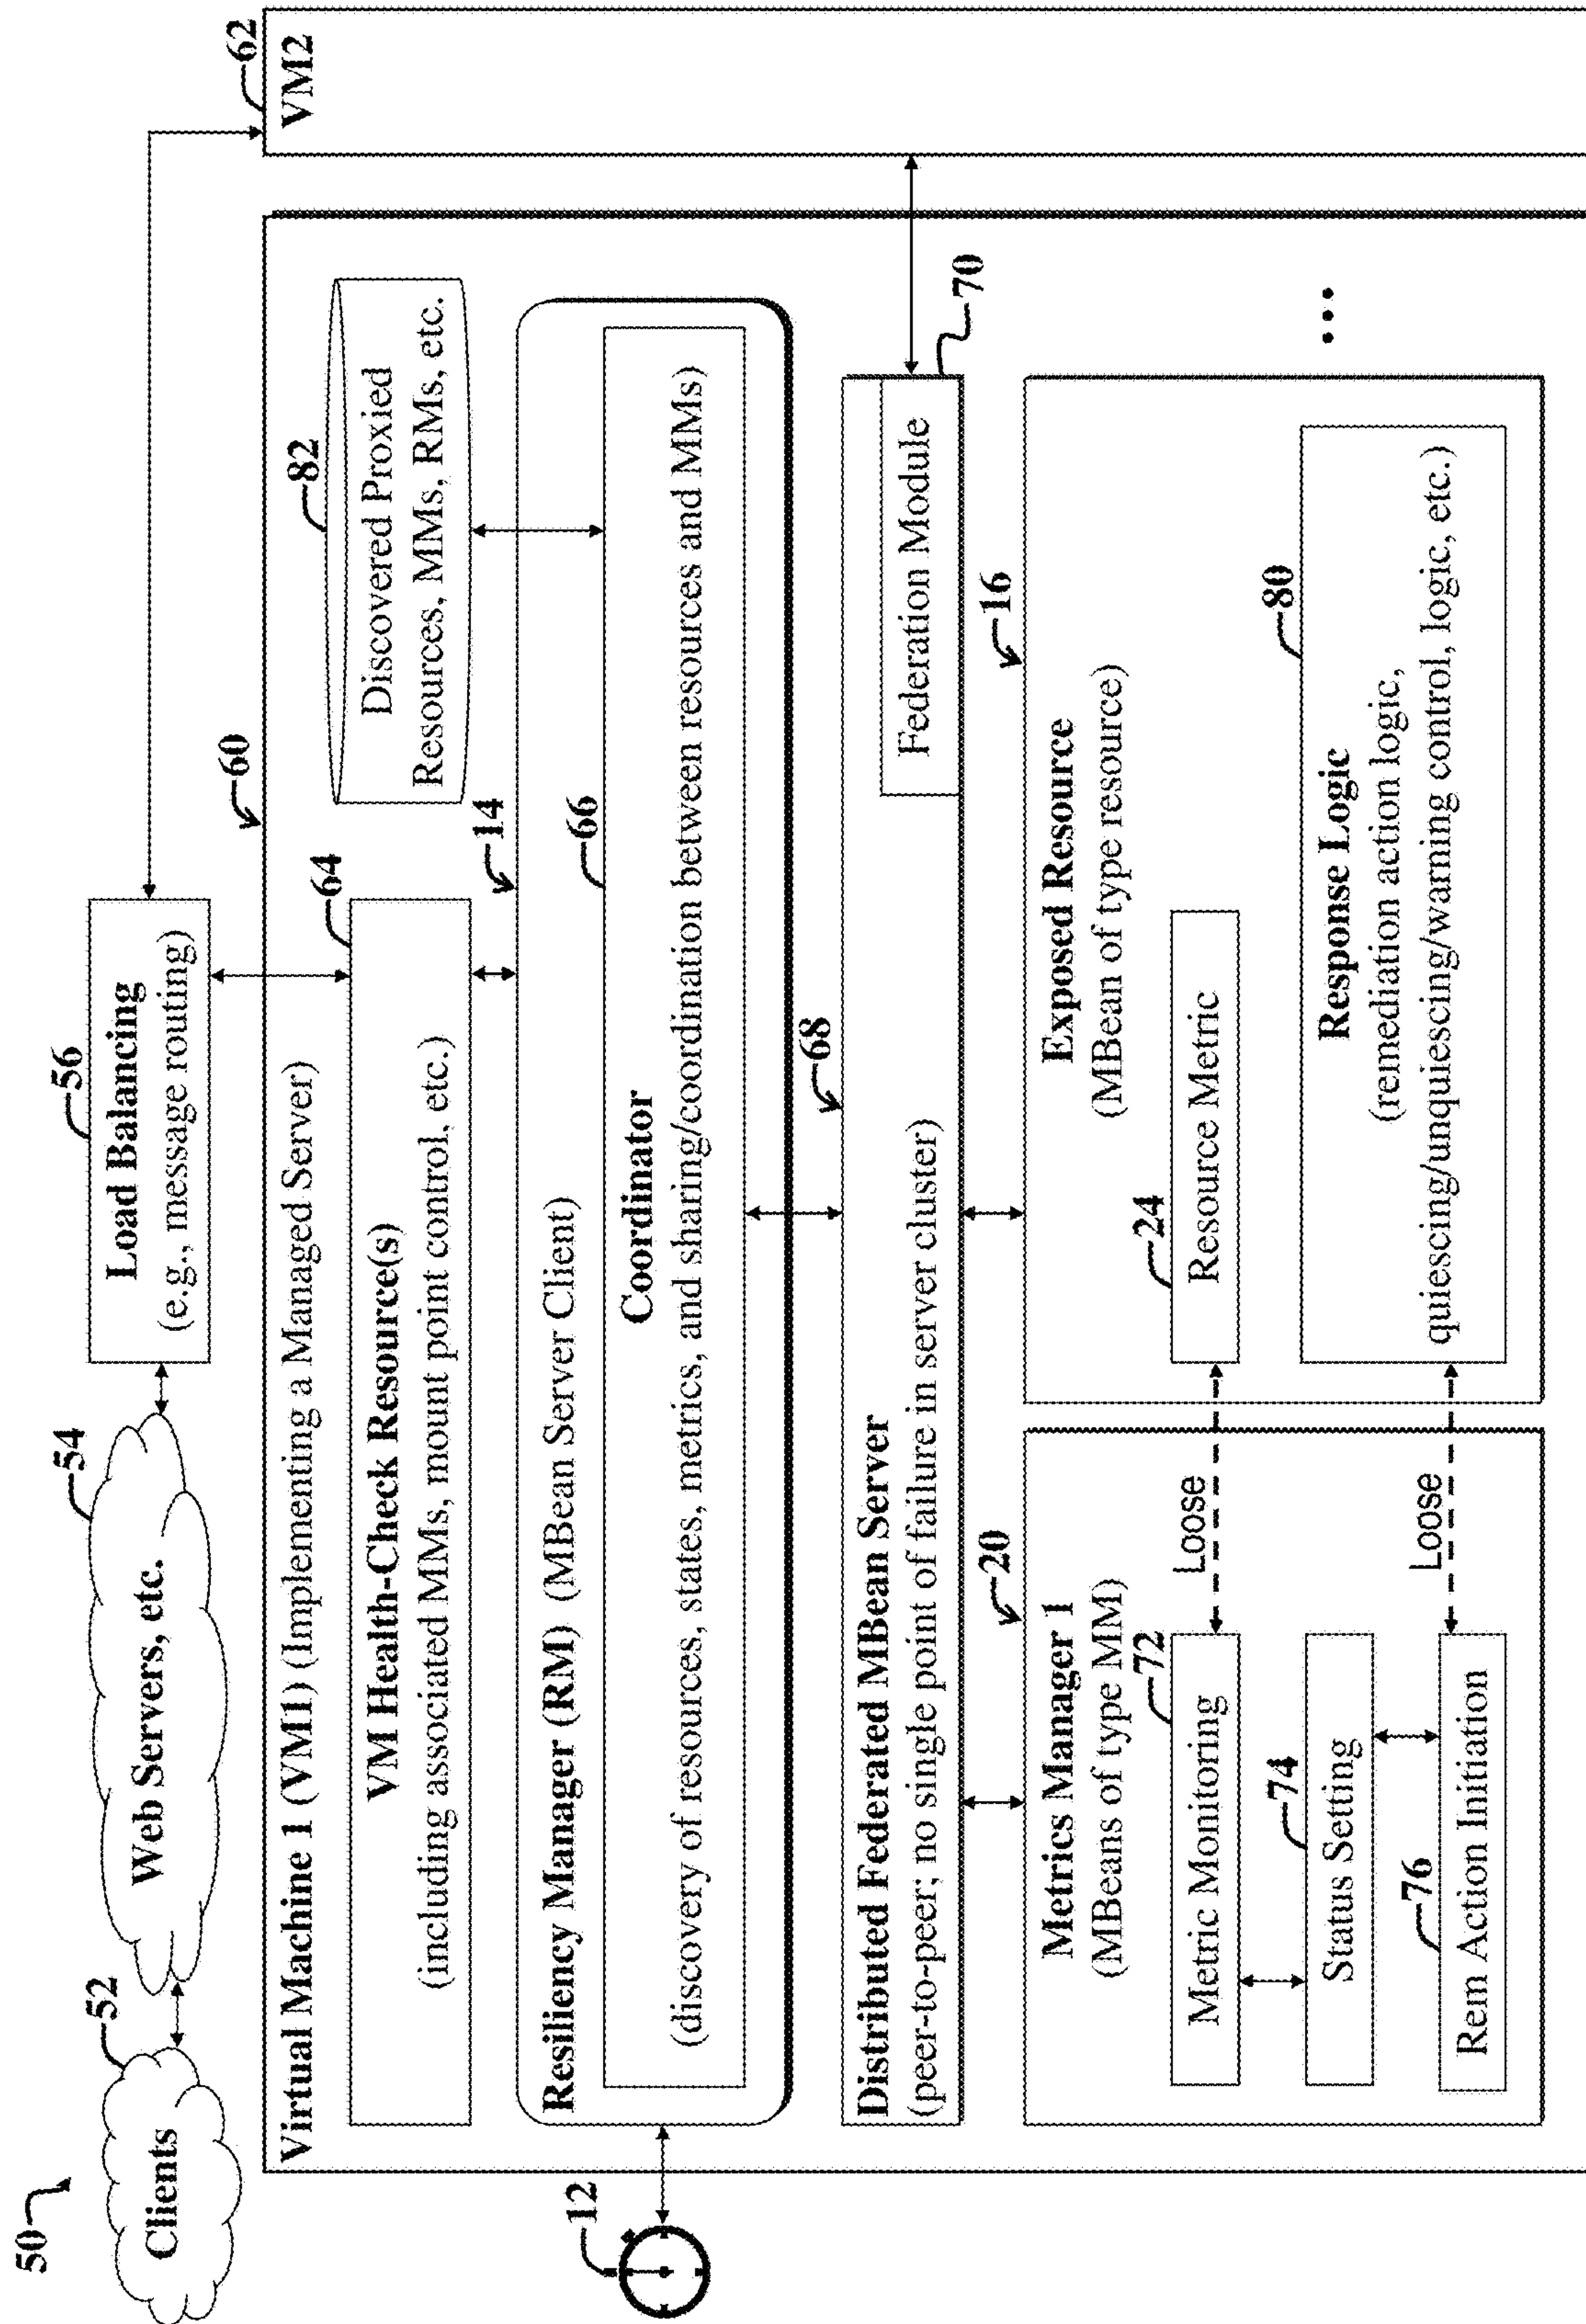 50
52
Clients
54
Web Servers, etc.
56
Load Balancing
(e.g., message routing)
60
62
VM2
Virtual Machine 1 (VM1) (Implementing a Managed Server)
64
VM Health-Check Resource(s)
(including associated MMs, mount point control, etc.)
82
Discovered Proxied
Resources, MMs, RMs, etc.
12
14
Resiliency Manager (RM) (MBean Server Client)
66
Coordinator
(discovery of resources, states, metrics, and sharing/coordination between resources and MMs)
68
Distributed Federated MBean Server
(peer-to-peer; no single point of failure in server cluster)
Federation Module
70
20
Metrics Manager 1
(MBeans of type MM)
72
Metric Monitoring
74
Status Setting
76
Rem Action Initiation
Loose
Loose
16
Exposed Resource
(MBean of type resource)
24
Resource Metric
80
Response Logic
(remediation action logic,
quiescing/unquiescing/warning control, logic, etc.)
...